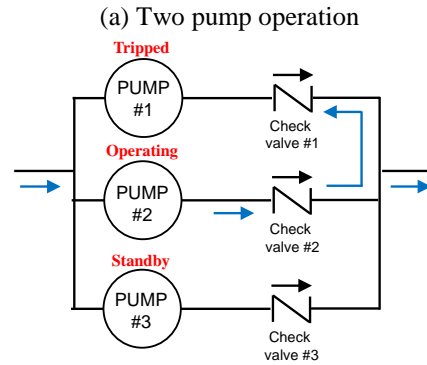 (a) Two pump operation
Tripped
PUMP
#1
Check
valve #1
Operating
PUMP
#2
Check
valve #2
Standby
PUMP
#3
Check
valve #3